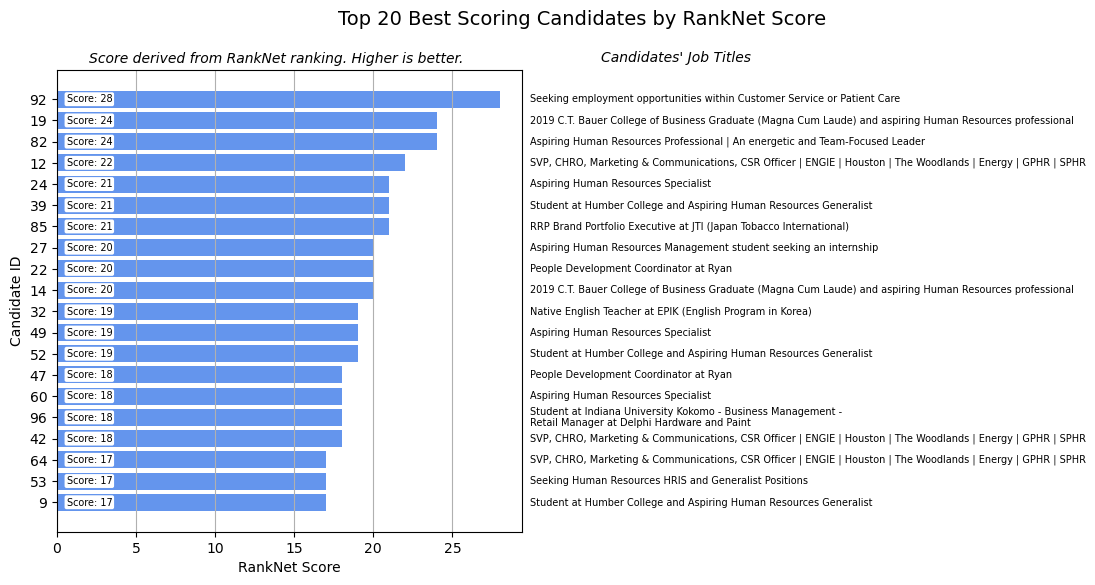 Top 20 Best Scoring Candidates by RankNet Score
Score derived from RankNet ranking. Higher is better.
Candidates' Job Titles
Candidate ID
92 Score: 28 Seeking employment opportunities within Customer Service or Patient Care
19 Score: 24 2019 C.T. Bauer College of Business Graduate (Magna Cum Laude) and aspiring Human Resources professional
82 Score: 24 Aspiring Human Resources Professional | An energetic and Team-Focused Leader
12 Score: 22 SVP, CHRO, Marketing & Communications, CSR Officer | ENGIE | Houston | The Woodlands | Energy | GPHR | SPHR
24 Score: 21 Aspiring Human Resources Specialist
39 Score: 21 Student at Humber College and Aspiring Human Resources Generalist
85 Score: 21 RRP Brand Portfolio Executive at JTI (Japan Tobacco International)
27 Score: 20 Aspiring Human Resources Management student seeking an internship
22 Score: 20 People Development Coordinator at Ryan
14 Score: 20 2019 C.T. Bauer College of Business Graduate (Magna Cum Laude) and aspiring Human Resources professional
32 Score: 19 Native English Teacher at EPIK (English Program in Korea)
49 Score: 19 Aspiring Human Resources Specialist
52 Score: 19 Student at Humber College and Aspiring Human Resources Generalist
47 Score: 18 People Development Coordinator at Ryan
60 Score: 18 Aspiring Human Resources Specialist
96 Score: 18 Student at Indiana University Kokomo - Business Management -
Retail Manager at Delphi Hardware and Paint
42 Score: 18 SVP, CHRO, Marketing & Communications, CSR Officer | ENGIE | Houston | The Woodlands | Energy | GPHR | SPHR
64 Score: 17 SVP, CHRO, Marketing & Communications, CSR Officer | ENGIE | Houston | The Woodlands | Energy | GPHR | SPHR
53 Score: 17 Seeking Human Resources HRIS and Generalist Positions
9 Score: 17 Student at Humber College and Aspiring Human Resources Generalist
0 5 10 15 20 25
RankNet Score